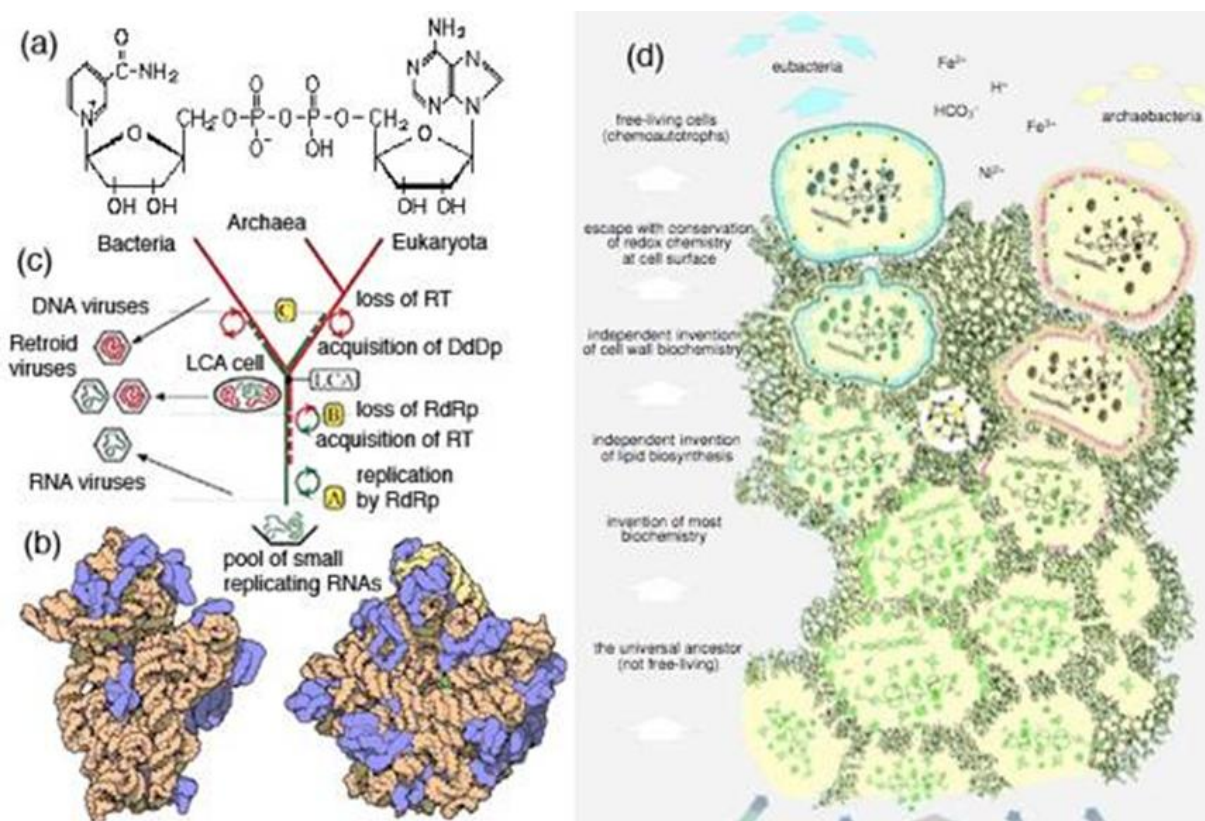 (a)
O
C-NH₂
N+
O
CH₂-O-P-O-P-O-CH₂
O O
O- OH
OH OH
NH₂
N
N
N
N
O
OH OH
Bacteria
Archaea
Eukaryota
(c)
DNA viruses
Retroid
viruses
LCA cell
RNA viruses
C
loss of RT
acquisition of DdDp
LCA
B
loss of RdRp
acquisition of RT
A
replication
by RdRp
pool of small
replicating RNAs
(b)
(d)
eubacteria
Fe²⁺
H⁺
HCO₃⁻
Fe³⁺
Ni²⁺
archaebacteria
free-living cells
(chemoautotrophs)
escape with conservation
of redox chemistry
at cell surface
independent invention
of cell wall biochemistry
independent invention
of lipid biosynthesis
invention of most
biochemistry
the universal ancestor
(not free-living)